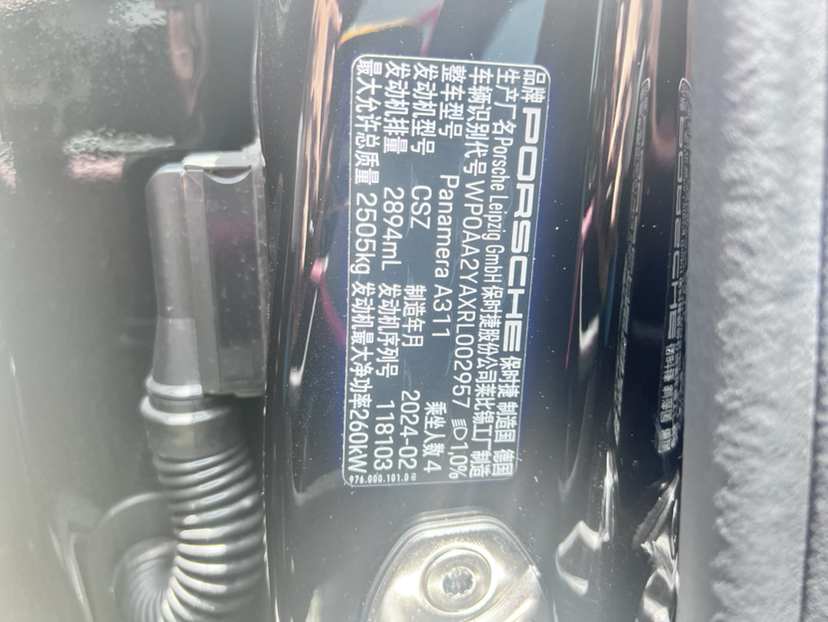 品牌 PORSCHE 保时捷 制造国 德国
生产厂名 Porsche Leipzig GmbH 保时捷股份公司莱比锡工厂 制造
车辆识别代号 WP0AA2YAXRL002957 1.0%
整车型号 Panamera A311 乘坐人数 4
发动机型号 CSZ 制造年月 2024-02
发动机排量 2894mL 发动机序列号 118103
最大允许总质量 2505kg 发动机最大净功率 260kW
976.000.101.0